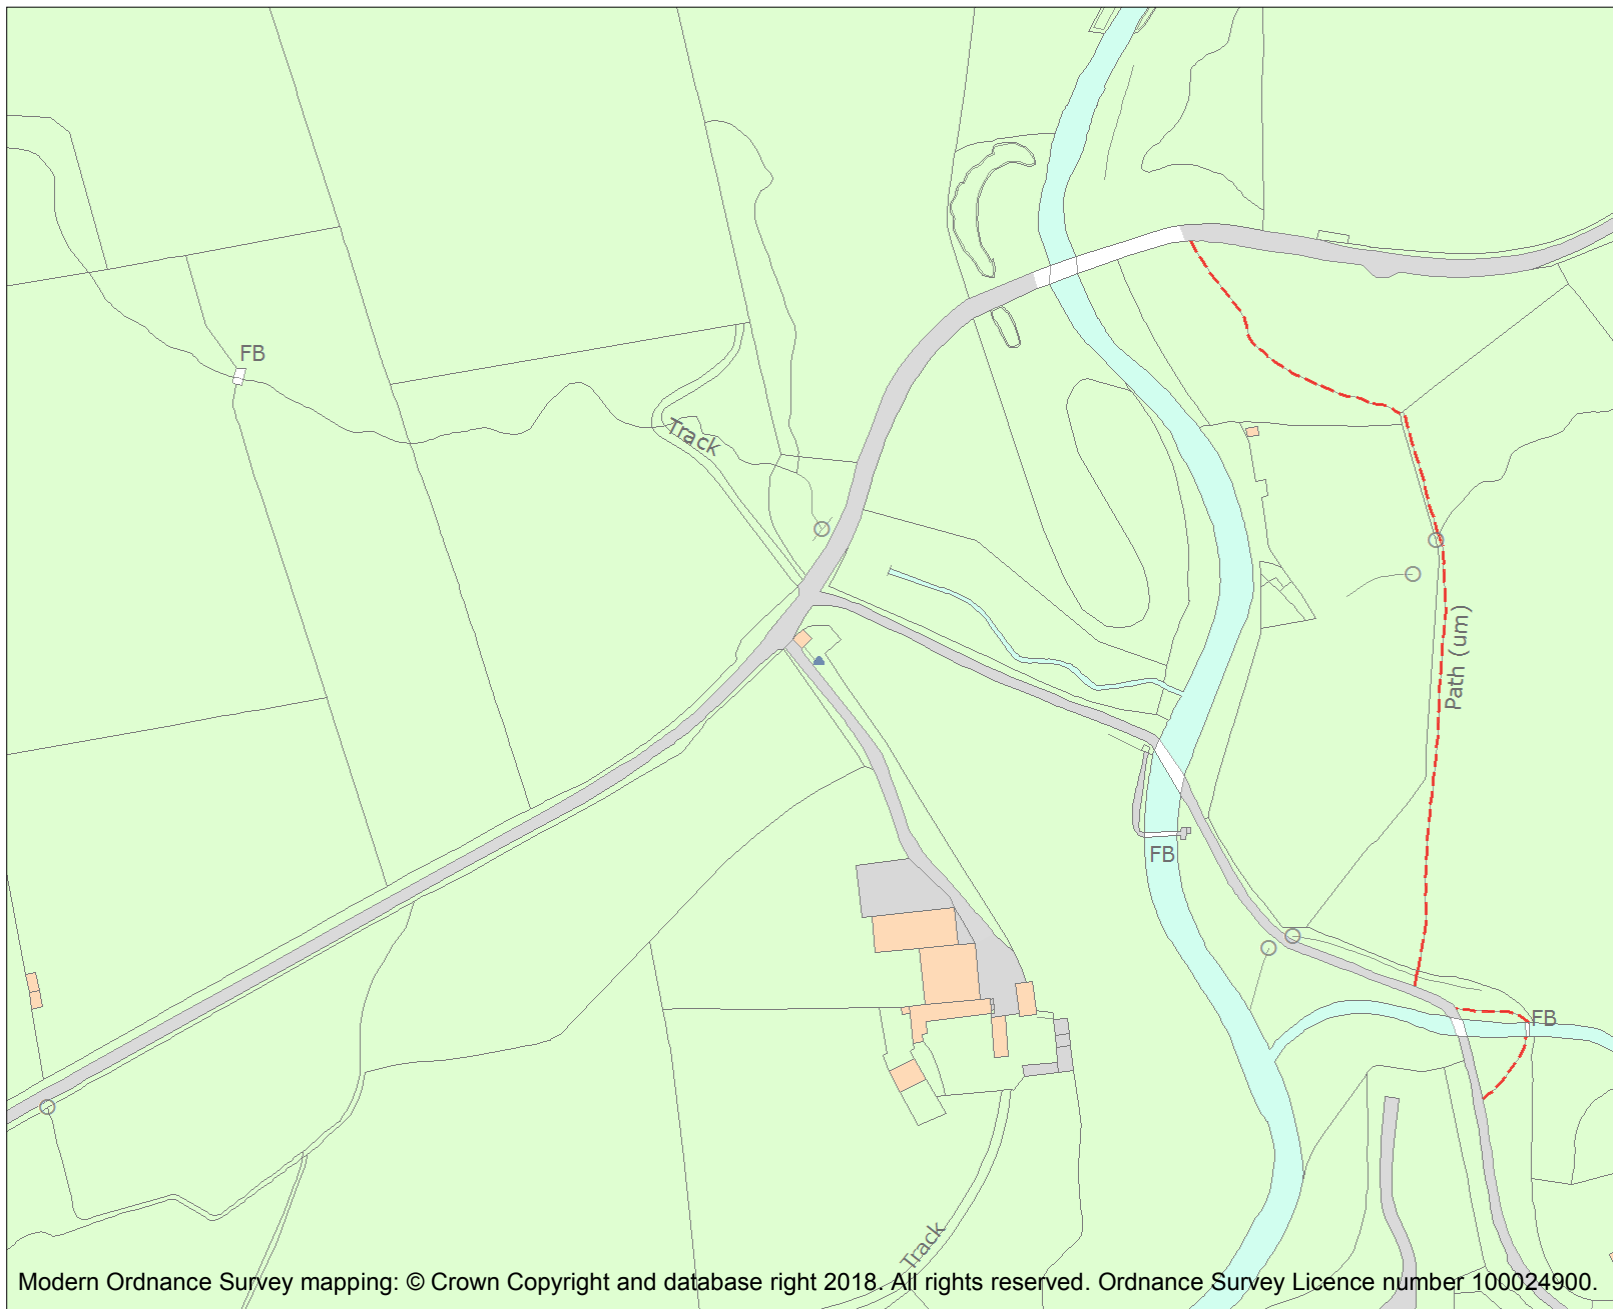 FB
Track
Path (um)
FB
FB
Track
Modern Ordnance Survey mapping: © Crown Copyright and database right 2018. All rights reserved. Ordnance Survey Licence number 100024900.